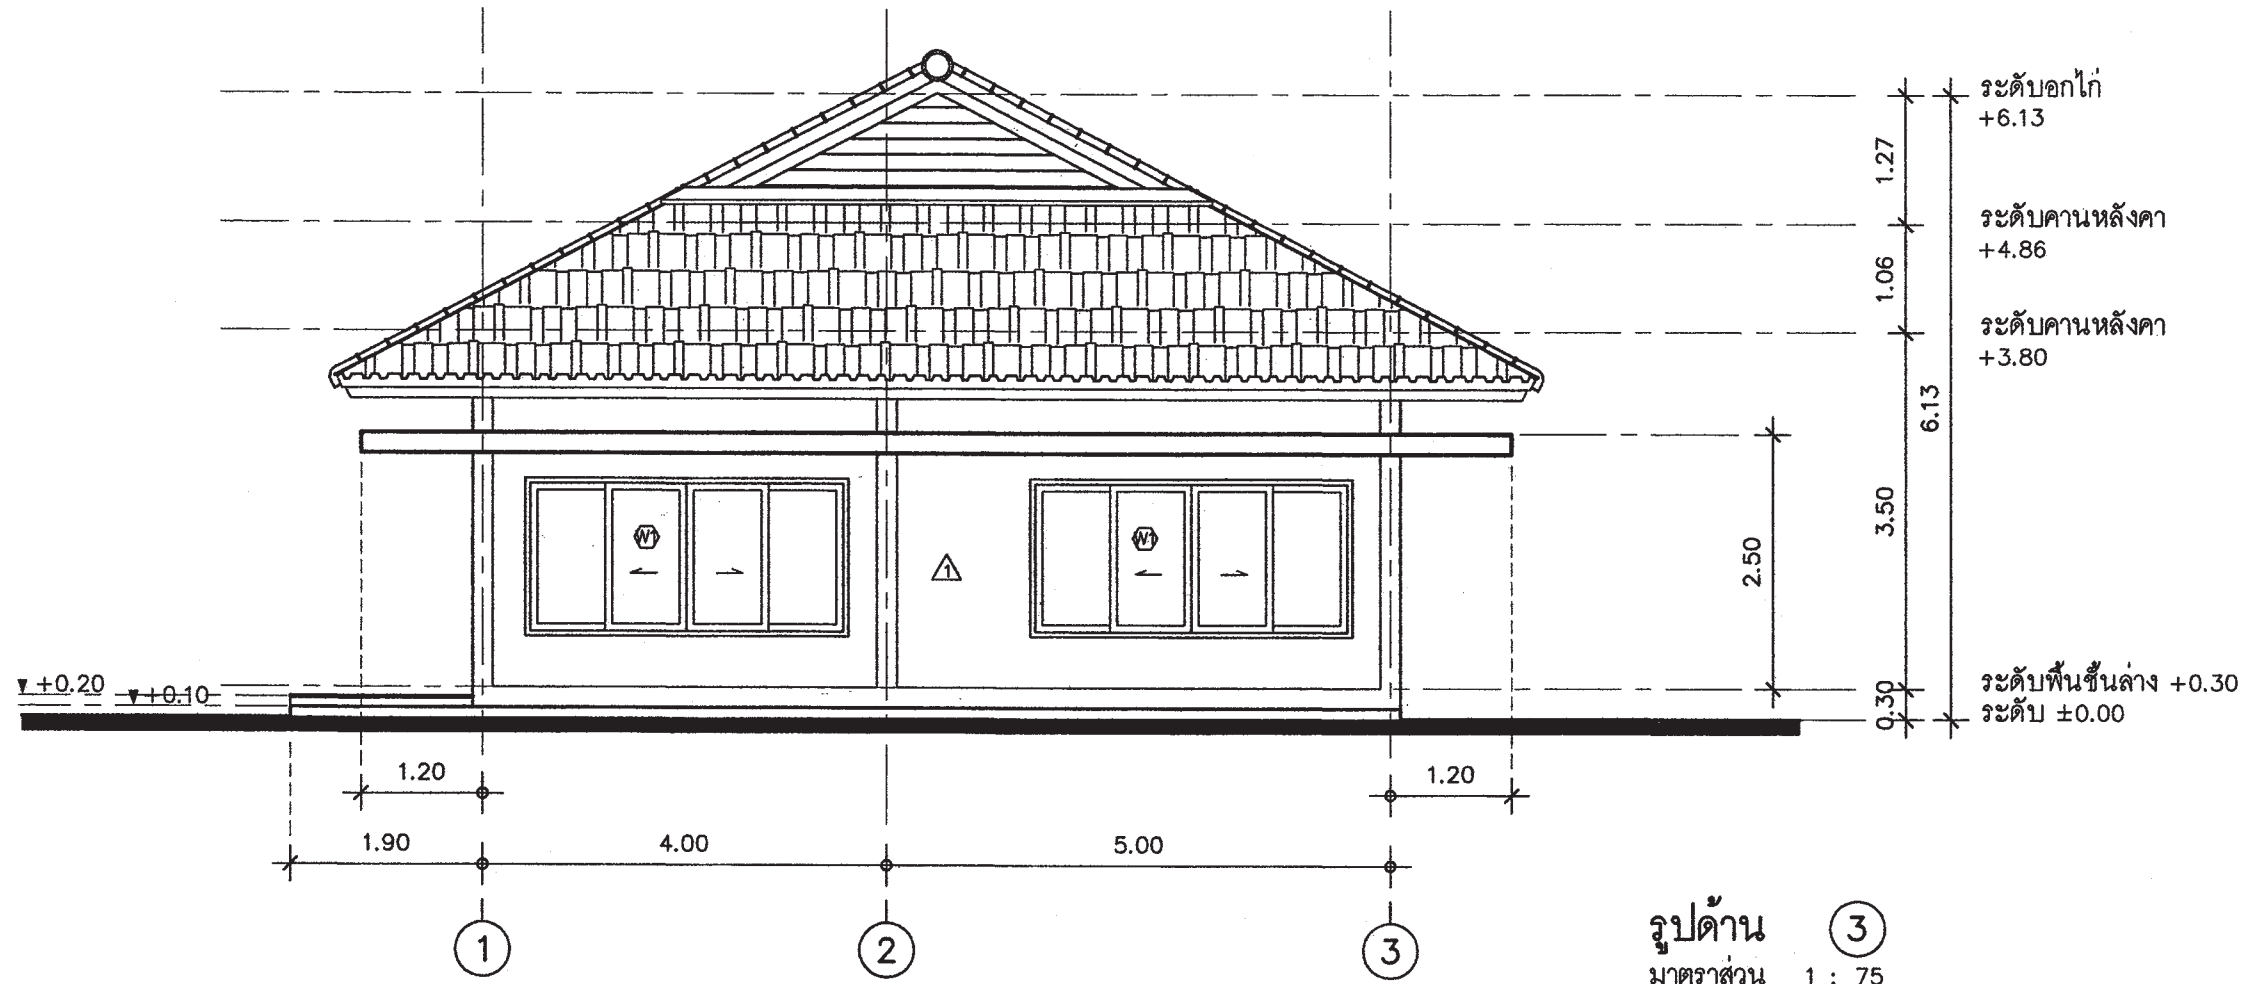 ระดับอกไก่
+6.13
1.27
ระดับคานหลังคา
+4.86
1.06
ระดับคานหลังคา
+3.80
6.13
3.50
2.50
W1
W1
1
+0.20
+0.10
ระดับพื้นชั้นล่าง +0.30
0.30
ระดับ ±0.00
1.20
1.20
1.90
4.00
5.00
1
2
3
รูปด้าน 3
มาตราส่วน 1 : 75